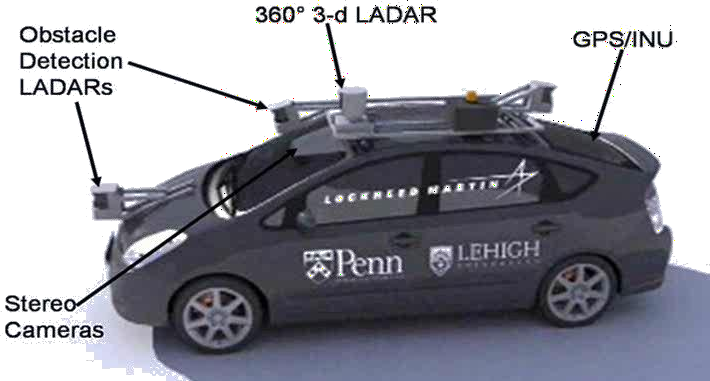 360° 3-d LADAR
Obstacle
Detection
LADARs
GPS/INU
LOCKHEED MARTIN
Penn
LEHIGH
Stereo
Cameras